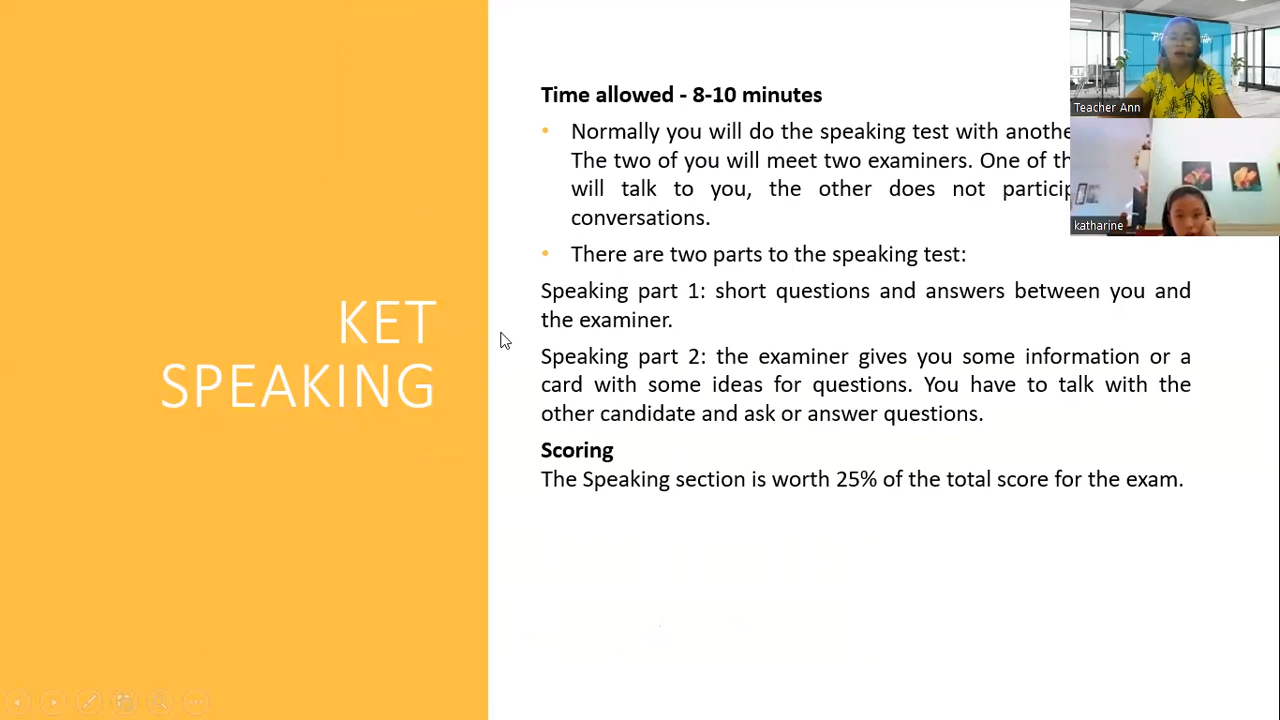 Time allowed - 8-10 minutes
• Normally you will do the speaking test with
The two of you will meet two examiners. One of
will talk to you, the other does not
conversations.
• There are two parts to the speaking test:
Speaking part 1: short questions and answers between you and
the examiner.
Speaking part 2: the examiner gives you some information or a
card with some ideas for questions. You have to talk with the
other candidate and ask or answer questions.
Scoring
The Speaking section is worth 25% of the total score for the exam.
KET
SPEAKING
Teacher Ann
katharine